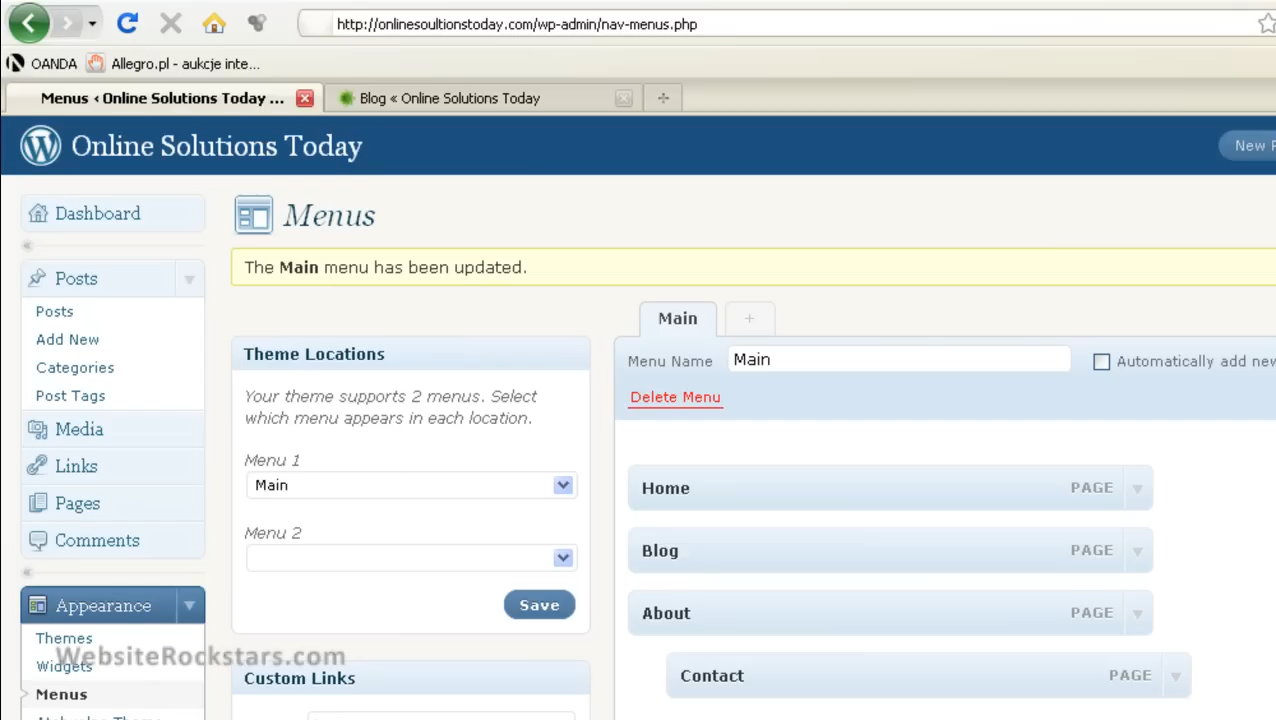 http://onlinesoultionstoday.com/wp-admin/nav-menus.php
OANDA Allegro.pl - aukcje inte...
Menus ‹ Online Solutions Today ... Blog « Online Solutions Today
Online Solutions Today
New
Dashboard
Menus
The Main menu has been updated.
Posts
Posts
Add New
Categories
Post Tags
Media
Links
Pages
Comments
Appearance
Themes
Widgets
Menus
WebsiteRockstars.com
Theme Locations
Your theme supports 2 menus. Select
which menu appears in each location.
Menu 1
Main
Menu 2
Save
Custom Links
Main +
Menu Name Main
Automatically add new
Delete Menu
Home PAGE
Blog PAGE
About PAGE
Contact PAGE